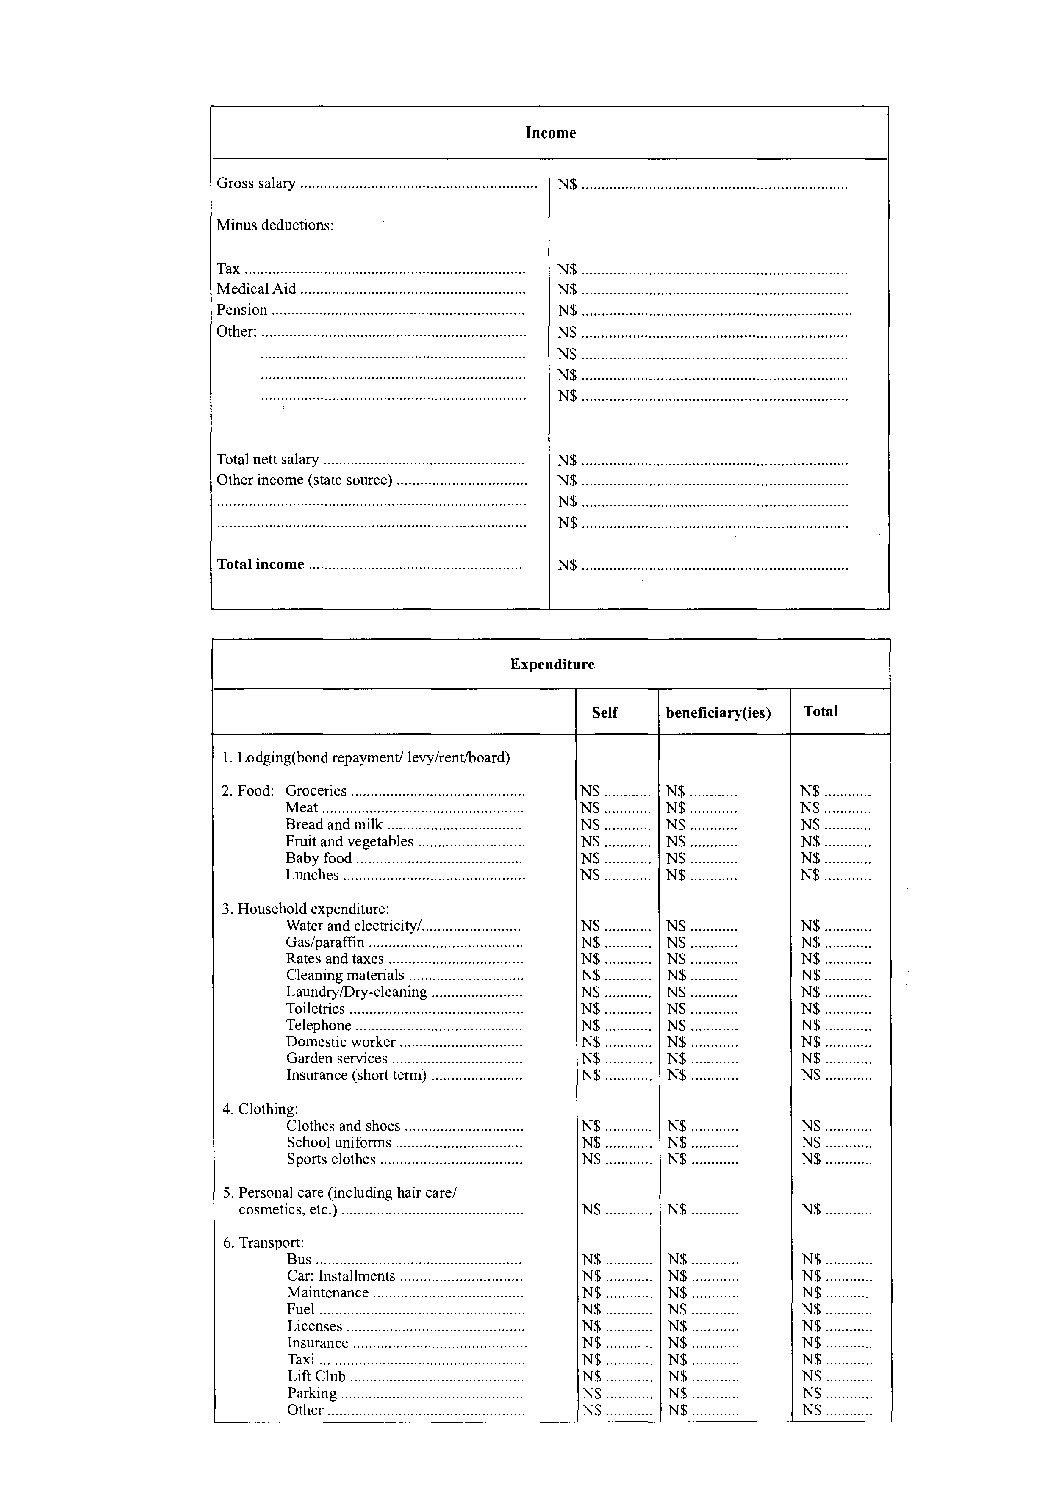 Income
Gross salary ............................................................ N$ ...................................................................
Minus deductions:
Tax ....................................................................... N$ ...................................................................
Medical Aid ......................................................... N$ ...................................................................
Pension ................................................................ N$ ....................................................................
Other: ................................................................... N$ ...................................................................
................................................................... N$ ...................................................................
................................................................... N$ ...................................................................
................................................................... N$ ...................................................................
Total nett salary ................................................... N$ ...................................................................
Other income (state source) ................................. N$ ...................................................................
.............................................................................. N$ ...................................................................
.............................................................................. N$ ...................................................................
Total income ...................................................... N$ ...................................................................
Expenditure
Self beneficiary(ies) Total
1. Lodging(bond repayment/ levy/rent/board)
2. Food: Groceries ............................................ N$ ............ N$ ............ N$ ............
Meat ................................................... N$ ............ N$ ............ N$ ............
Bread and milk .................................. N$ ............ N$ ............ N$ ............
Fruit and vegetables ........................... N$ ............ N$ ............ N$ ............
Baby food .......................................... N$ ............ N$ ............ N$ ............
Lunches .............................................. N$ ............ N$ ............ N$ ............
3. Household expenditure:
Water and electricity/......................... N$ ............ N$ ............ N$ ............
Gas/paraffin ....................................... N$ ............ N$ ............ N$ ............
Rates and taxes .................................. N$ ............ N$ ............ N$ ............
Cleaning materials ............................. N$ ............ N$ ............ N$ ............
Laundry/Dry-cleaning ....................... N$ ............ N$ ............ N$ ............
Toiletries ............................................ N$ ............ N$ ............ N$ ............
Telephone .......................................... N$ ............ N$ ............ N$ ............
Domestic worker ............................... N$ ............ N$ ............ N$ ............
Garden services ................................. N$ ............ N$ ............ N$ ............
Insurance (short term) ....................... N$ ............ N$ ............ N$ ............
4. Clothing:
Clothes and shoes .............................. N$ ............ N$ ............ N$ ............
School uniforms ................................ N$ ............ N$ ............ N$ ............
Sports clothes .................................... N$ ............ N$ ............ N$ ............
5. Personal care (including hair care/
cosmetics, etc.) .............................................. N$ ............ N$ ............ N$ ............
6. Transport:
Bus .................................................... N$ ............ N$ ............ N$ ............
Car: Installments ............................... N$ ............ N$ ............ N$ ............
Maintenance ...................................... N$ ............ N$ ............ N$ ...........
Fuel .................................................... N$ ............ N$ ............ N$ ............
Licenses ............................................. N$ ............ N$ ............ N$ ............
Insurance ............................................ N$ ............ N$ ............ N$ ............
Taxi .................................................... N$ ............ N$ ............ N$ ............
Lift Club ............................................ N$ ............ N$ ............ N$ ............
Parking .............................................. N$ ............ N$ ............ N$ ............
Other .................................................. N$ ............ N$ ............ N$ ............